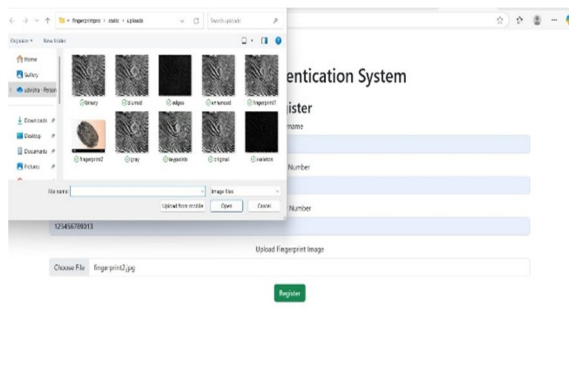 fingerprintpro › static › uploads
Search uploads
Organize
New folder
Home
Gallery
Downloads
Desktop
Documents
Pictures
binary
blurred
edges
enhanced
fingerprint1
fingerprint2
gray
keypoints
original
skeleton
File name
Image files
Upload from mobile
Open
Cancel
entication System
ister
name
Number
Number
Upload Fingerprint Image
Choose File fingerprint2.jpg
Register